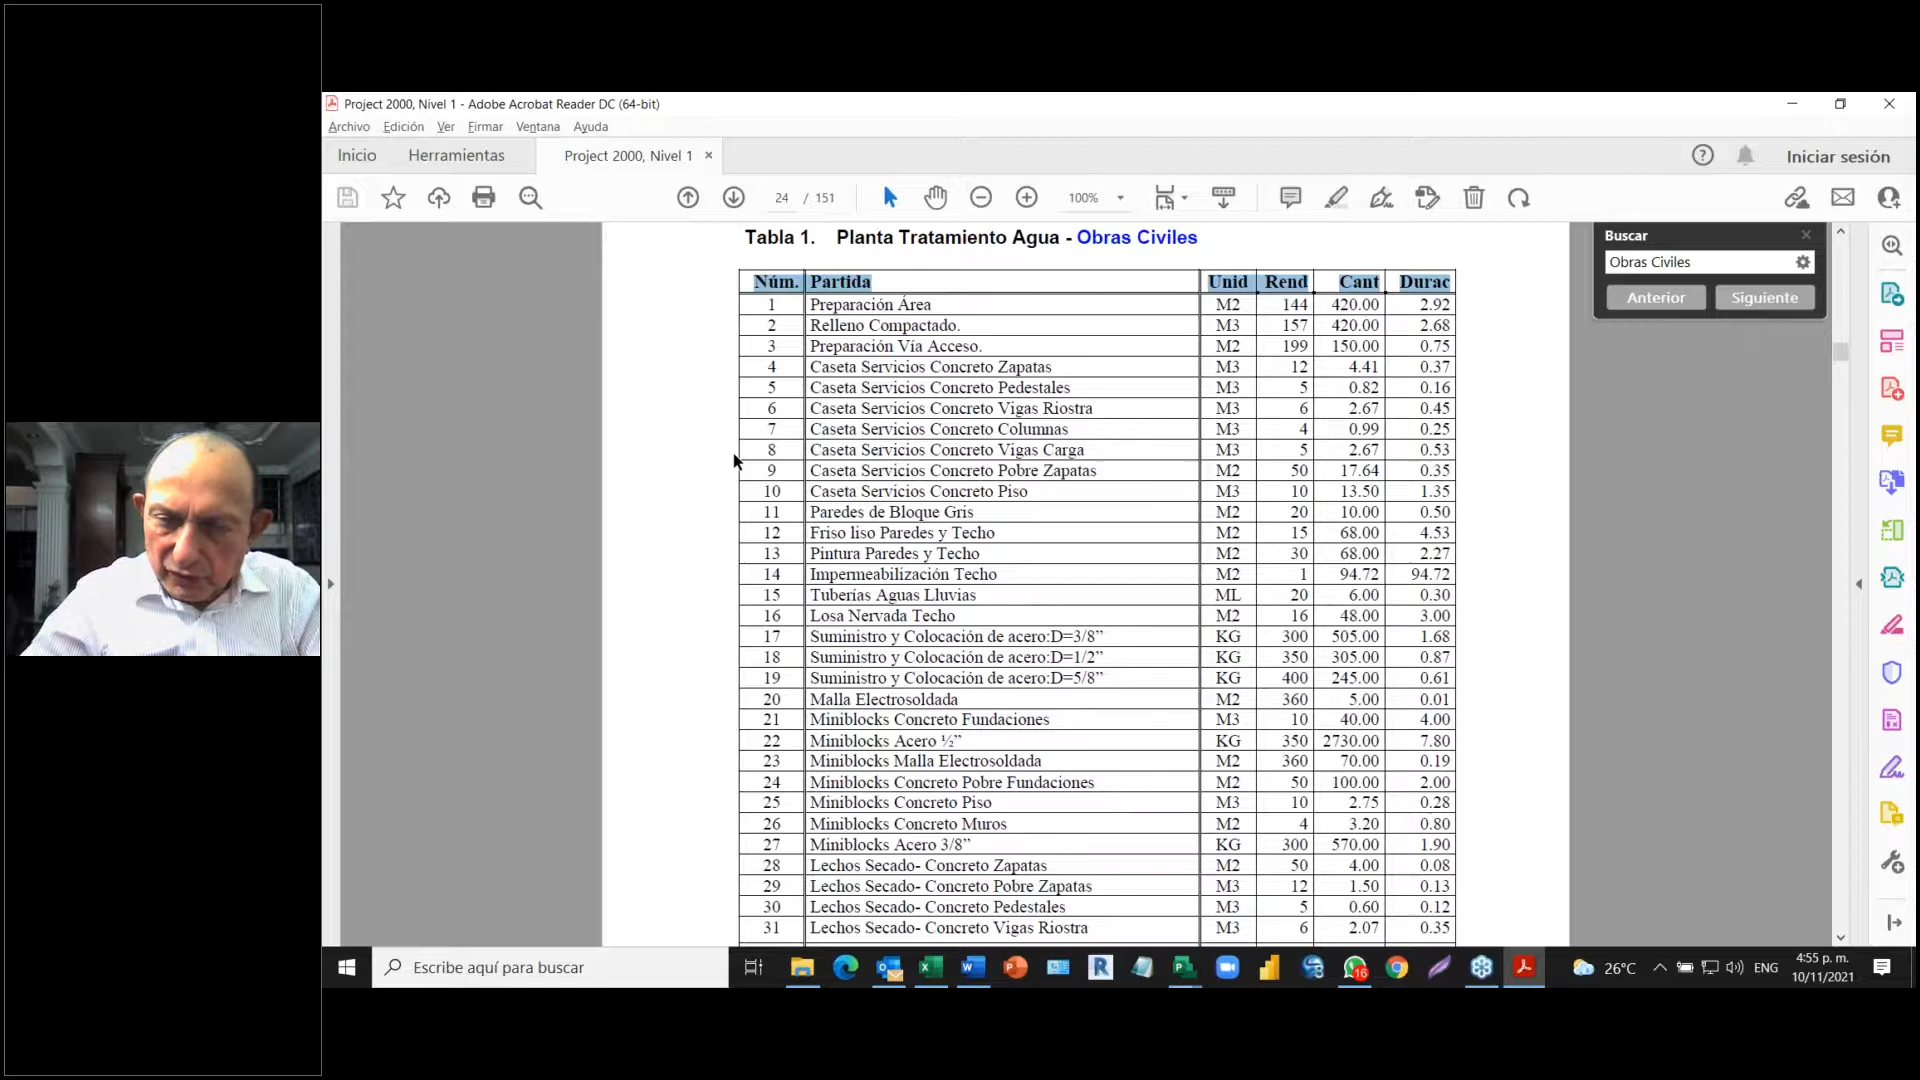 Project 2000, Nivel 1 - Adobe Acrobat Reader DC (64-bit)
Archivo Edición Ver Firmar Ventana Ayuda
Inicio Herramientas Project 2000, Nivel 1 × Iniciar sesión
24 / 151 100%
Tabla 1. Planta Tratamiento Agua - Obras Civiles
Buscar
Obras Civiles
Anterior Siguiente
Núm. Partida Unid Rend Cant Durac
1 Preparación Área M2 144 420.00 2.92
2 Relleno Compactado. M3 157 420.00 2.68
3 Preparación Vía Acceso. M2 199 150.00 0.75
4 Caseta Servicios Concreto Zapatas M3 12 4.41 0.37
5 Caseta Servicios Concreto Pedestales M3 5 0.82 0.16
6 Caseta Servicios Concreto Vigas Riostra M3 6 2.67 0.45
7 Caseta Servicios Concreto Columnas M3 4 0.99 0.25
8 Caseta Servicios Concreto Vigas Carga M3 5 2.67 0.53
9 Caseta Servicios Concreto Pobre Zapatas M2 50 17.64 0.35
10 Caseta Servicios Concreto Piso M3 10 13.50 1.35
11 Paredes de Bloque Gris M2 20 10.00 0.50
12 Friso liso Paredes y Techo M2 15 68.00 4.53
13 Pintura Paredes y Techo M2 30 68.00 2.27
14 Impermeabilización Techo M2 1 94.72 94.72
15 Tuberías Aguas Lluvias ML 20 6.00 0.30
16 Losa Nervada Techo M2 16 48.00 3.00
17 Suministro y Colocación de acero:D=3/8” KG 300 505.00 1.68
18 Suministro y Colocación de acero:D=1/2” KG 350 305.00 0.87
19 Suministro y Colocación de acero:D=5/8” KG 400 245.00 0.61
20 Malla Electrosoldada M2 360 5.00 0.01
21 Miniblocks Concreto Fundaciones M3 10 40.00 4.00
22 Miniblocks Acero ½” KG 350 2730.00 7.80
23 Miniblocks Malla Electrosoldada M2 360 70.00 0.19
24 Miniblocks Concreto Pobre Fundaciones M2 50 100.00 2.00
25 Miniblocks Concreto Piso M3 10 2.75 0.28
26 Miniblocks Concreto Muros M2 4 3.20 0.80
27 Miniblocks Acero 3/8” KG 300 570.00 1.90
28 Lechos Secado- Concreto Zapatas M2 50 4.00 0.08
29 Lechos Secado- Concreto Pobre Zapatas M3 12 1.50 0.13
30 Lechos Secado- Concreto Pedestales M3 5 0.60 0.12
31 Lechos Secado- Concreto Vigas Riostra M3 6 2.07 0.35
Escribe aquí para buscar 16 26°C ENG 4:55 p. m.
10/11/2021